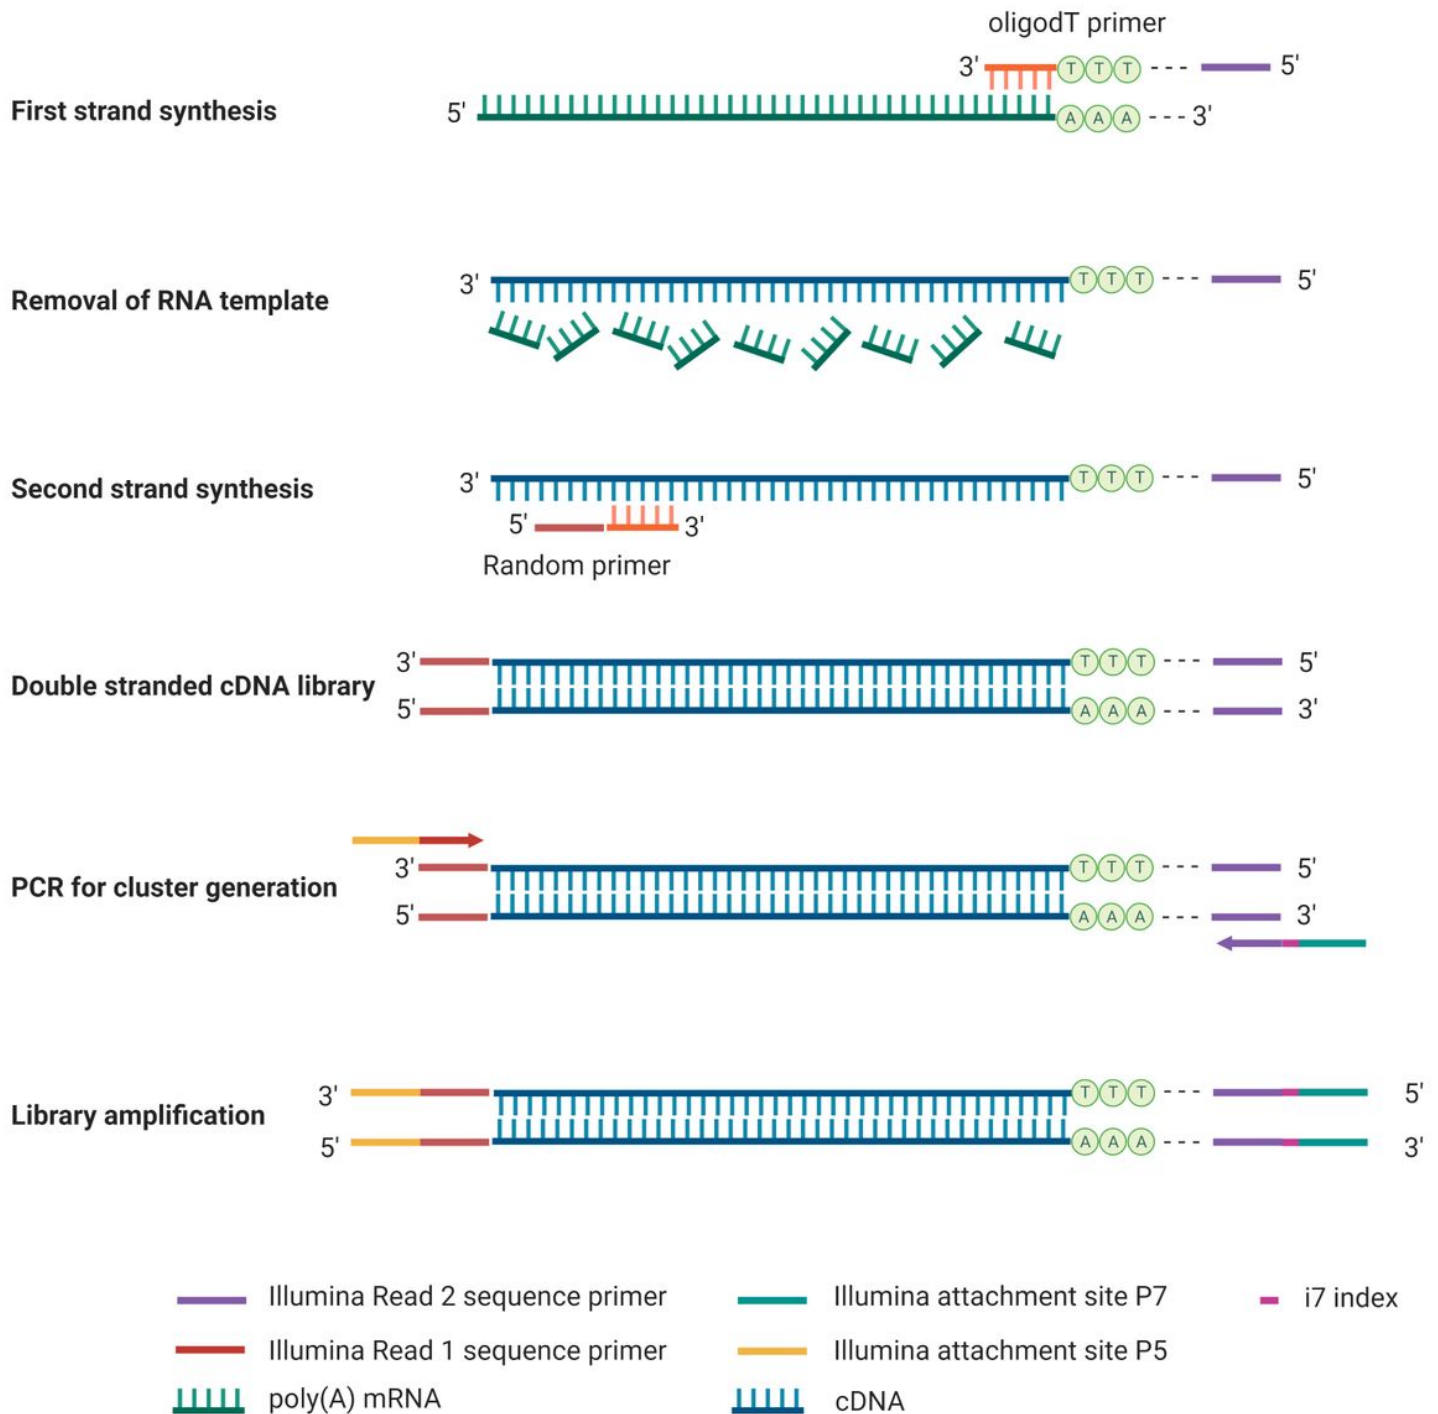 oligodT primer
3' T T T 5'
First strand synthesis
5' A A A 3'
3' T T T 5'
Removal of RNA template
3' T T T 5'
Second strand synthesis
5' 3'
Random primer
3' T T T 5'
Double stranded cDNA library
5' A A A 3'
3' T T T 5'
PCR for cluster generation
5' A A A 3'
3' T T T 5'
Library amplification
5' A A A 3'
Illumina Read 2 sequence primer Illumina attachment site P7 i7 index
Illumina Read 1 sequence primer Illumina attachment site P5
poly(A) mRNA cDNA